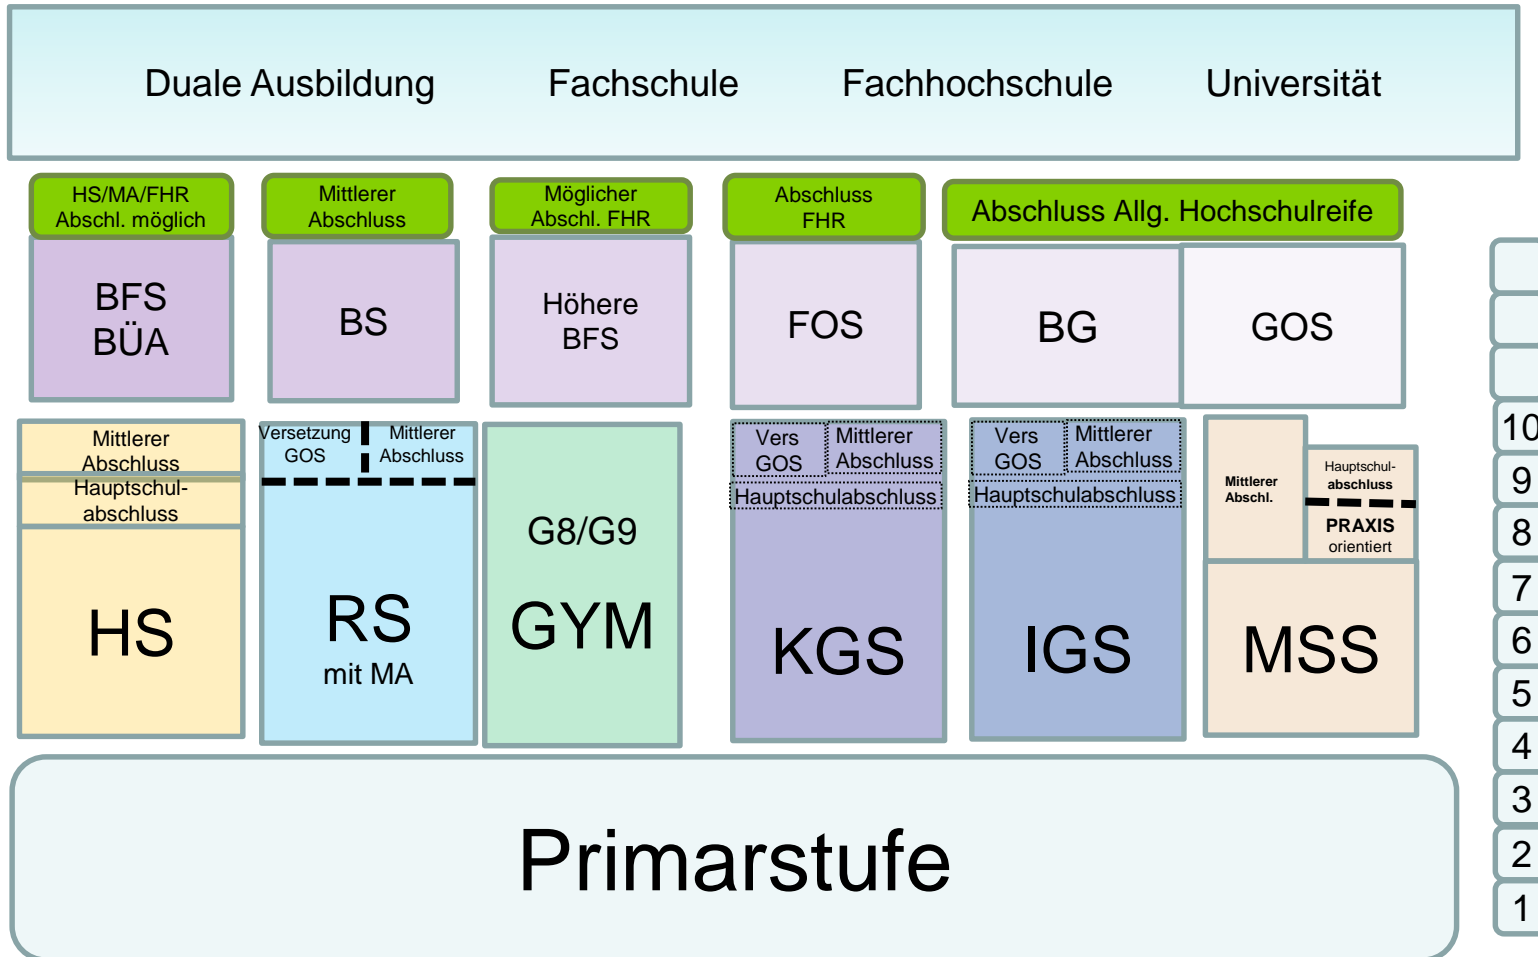 Duale Ausbildung Fachschule Fachhochschule Universität
HS/MA/FHR
Abschl. möglich
Mittlerer
Abschluss
Möglicher
Abschl. FHR
Abschluss
FHR
Abschluss Allg. Hochschulreife
BFS
BÜA
BS
Höhere
BFS
FOS
BG
GOS
Mittlerer
Abschluss
Hauptschul-
abschluss
HS
Versetzung
GOS
Mittlerer
Abschluss
RS
mit MA
G8/G9
GYM
Vers
GOS
Mittlerer
Abschluss
Hauptschulabschluss
KGS
Vers
GOS
Mittlerer
Abschluss
Hauptschulabschluss
IGS
Mittlerer
Abschl.
Hauptschul-
abschluss
PRAXIS
orientiert
MSS
10
9
8
7
6
5
4
3
2
1
Primarstufe